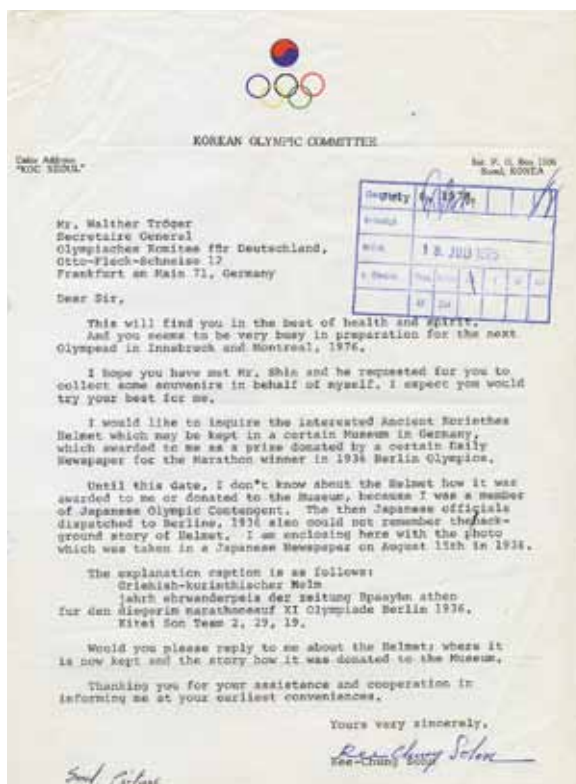 KOREAN OLYMPIC COMMITTEE
Cable Address
"KOC SEOUL"
Int. P. O. Box 1106
Seoul, KOREA
July 6, 1975,
18. JULI 1975
Mr. Walther Tröger
Secretaire General
Olympisches Komitee für Deutschland,
Otto-Fleck-Schneise 12
Frankfurt am Main 71, Germany
Dear Sir,
This will find you in the best of health and spirit.
And you seems to be very busy in preparation for the next
Olympead in Innsbruck and Montreal, 1976.
I hope you have met Mr. Shin and he requested for you to
collect some souvenirs in behalf of myself. I expect you would
try your best for me.
I would like to inquire the interested Ancient Korinthes
Helmet which may be kept in a certain Museum in Germany,
which awarded to me as a prize donated by a certain Daily
Newspaper for the Marathon winner in 1936 Berlin Olympics.
Until this date, I don't know about the Helmet how it was
awarded to me or donated to the Museum, because I was a member
of Japanese Olympic Contengent. The then Japanese officials
dispatched to Berline, 1936 also could not remember the back-
ground story of Helmet. I am enclosing here with the photo
which was taken in a Japanese Newspaper on August 15th in 1936.
The explanation caption is as follows:
Griehish-korinthischer Helm
jahrh ehrwanderpeis der zeitung athen
fur den siegerim marathoneauf XI Olympiade Berlin 1936.
Kitei Son Team 2, 29, 19.
Would you please reply to me about the Helmet; where it
is now kept and the story how it was donated to the Museum.
Thanking you for your assistance and cooperation in
informing me at your earliest conveniences.
Yours very sincerely,
Kee-Chung Sohn
Kee-Chung Sohn